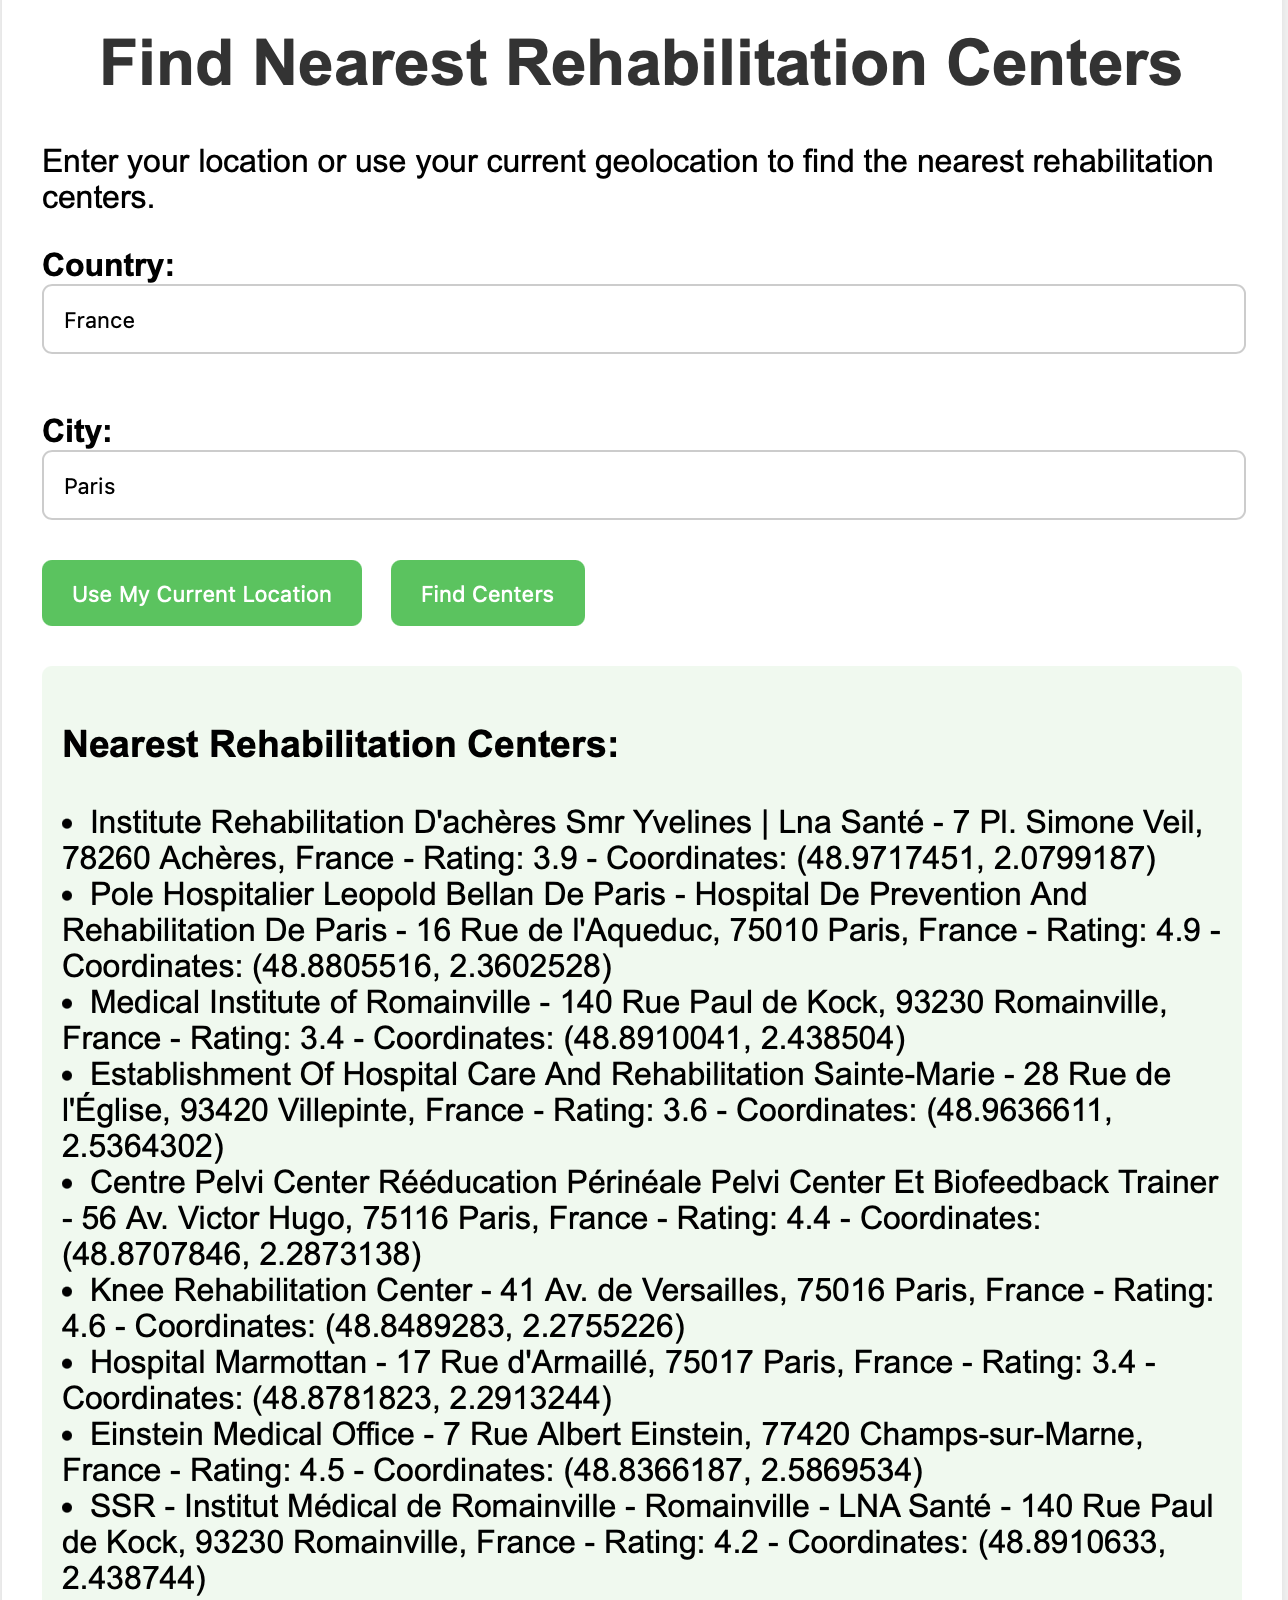 Find Nearest Rehabilitation Centers
Enter your location or use your current geolocation to find the nearest rehabilitation
centers.
Country:
France
City:
Paris
Use My Current Location
Find Centers
Nearest Rehabilitation Centers:
• Institute Rehabilitation D'achères Smr Yvelines | Lna Santé - 7 Pl. Simone Veil,
78260 Achères, France - Rating: 3.9 - Coordinates: (48.9717451, 2.0799187)
• Pole Hospitalier Leopold Bellan De Paris - Hospital De Prevention And
Rehabilitation De Paris - 16 Rue de l'Aqueduc, 75010 Paris, France - Rating: 4.9 -
Coordinates: (48.8805516, 2.3602528)
• Medical Institute of Romainville - 140 Rue Paul de Kock, 93230 Romainville,
France - Rating: 3.4 - Coordinates: (48.8910041, 2.438504)
• Establishment Of Hospital Care And Rehabilitation Sainte-Marie - 28 Rue de
l'Église, 93420 Villepinte, France - Rating: 3.6 - Coordinates: (48.9636611,
2.5364302)
• Centre Pelvi Center Rééducation Périnéale Pelvi Center Et Biofeedback Trainer
- 56 Av. Victor Hugo, 75116 Paris, France - Rating: 4.4 - Coordinates:
(48.8707846, 2.2873138)
• Knee Rehabilitation Center - 41 Av. de Versailles, 75016 Paris, France - Rating:
4.6 - Coordinates: (48.8489283, 2.2755226)
• Hospital Marmottan - 17 Rue d'Armaillé, 75017 Paris, France - Rating: 3.4 -
Coordinates: (48.8781823, 2.2913244)
• Einstein Medical Office - 7 Rue Albert Einstein, 77420 Champs-sur-Marne,
France - Rating: 4.5 - Coordinates: (48.8366187, 2.5869534)
• SSR - Institut Médical de Romainville - Romainville - LNA Santé - 140 Rue Paul
de Kock, 93230 Romainville, France - Rating: 4.2 - Coordinates: (48.8910633,
2.438744)